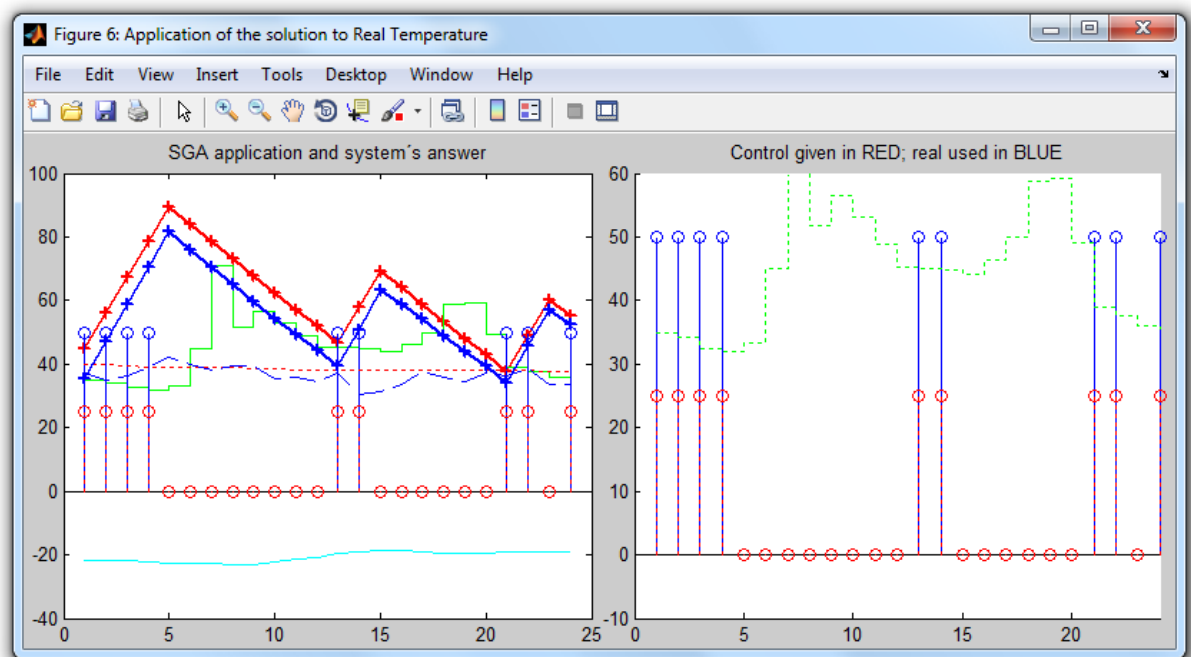 Figure 6: Application of the solution to Real Temperature
File Edit View Insert Tools Desktop Window Help
SGA application and system´s answer
100
80
60
40
20
0
-20
-40
0 5 10 15 20 25
Control given in RED; real used in BLUE
60
50
40
30
20
10
0
-10
0 5 10 15 20